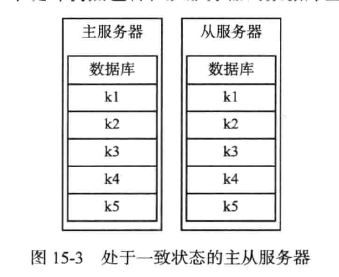 主服务器 从服务器
数据库 数据库
k1 k1
k2 k2
k3 k3
k4 k4
k5 k5
图 15-3 处于一致状态的主从服务器